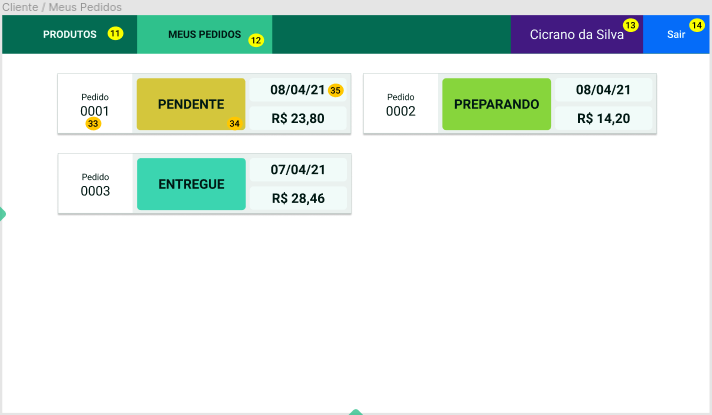 Cliente / Meus Pedidos
PRODUTOS 11 MEUS PEDIDOS 12 Cicrano da Silva 13 Sair 14
Pedido
0001
33
PENDENTE
34
08/04/21 35
R$ 23,80
Pedido
0002
PREPARANDO
08/04/21
R$ 14,20
Pedido
0003
ENTREGUE
07/04/21
R$ 28,46